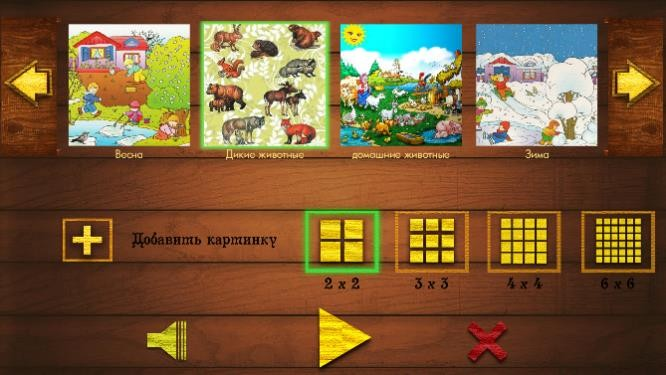 Весна
Дикие животные
домашние животные
Зима
Добавить картинку
2 x 2
3 x 3
4 x 4
6 x 6